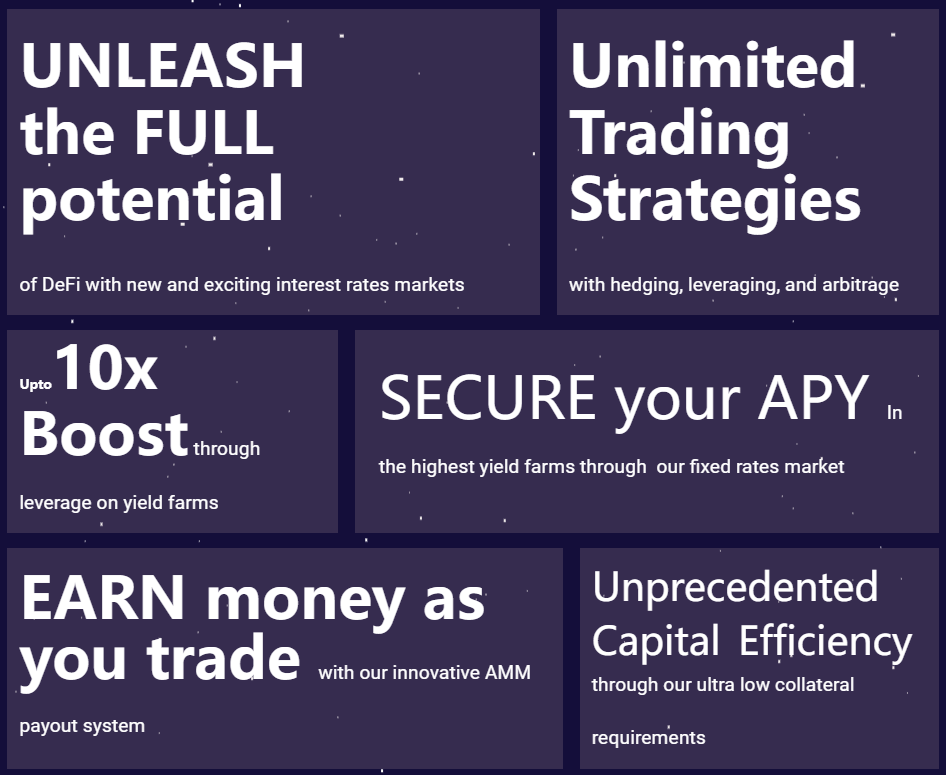 UNLEASH
the FULL
potential
of DeFi with new and exciting interest rates markets
Unlimited
Trading
Strategies
with hedging, leveraging, and arbitrage
Upto 10x
Boost through
leverage on yield farms
SECURE your APY In
the highest yield farms through our fixed rates market
EARN money as
you trade with our innovative AMM
payout system
Unprecedented
Capital Efficiency
through our ultra low collateral
requirements